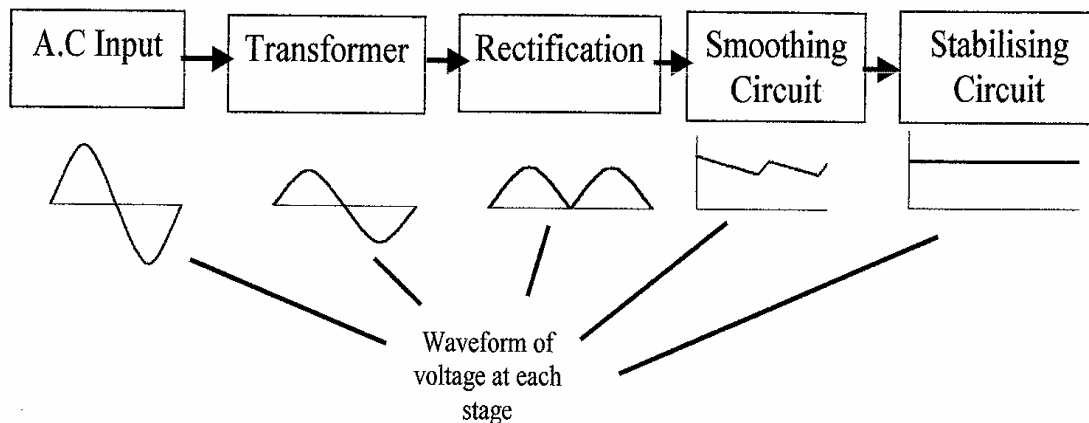 A.C Input
Transformer
Rectification
Smoothing
Circuit
Stabilising
Circuit
Waveform of
voltage at each
stage